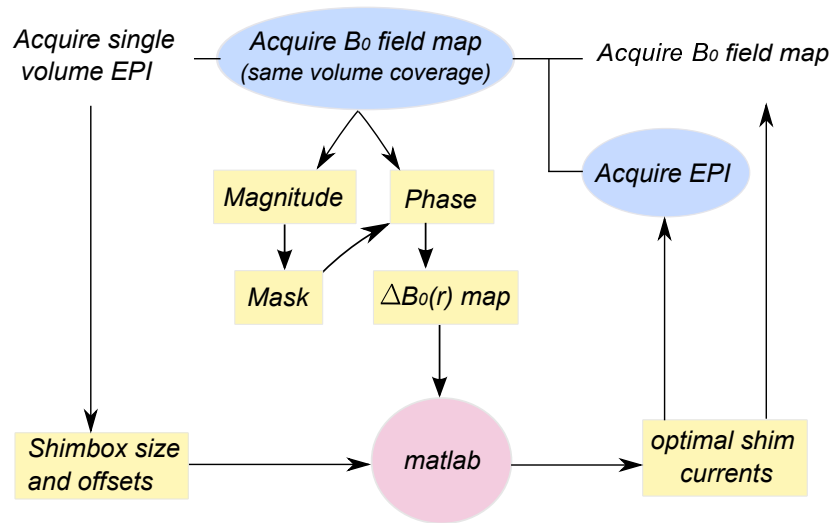 Acquire single
volume EPI
Acquire B₀ field map
(same volume coverage)
Acquire B₀ field map
Acquire EPI
Magnitude
Phase
Mask
ΔB₀(r) map
Shimbox size
and offsets
matlab
optimal shim
currents